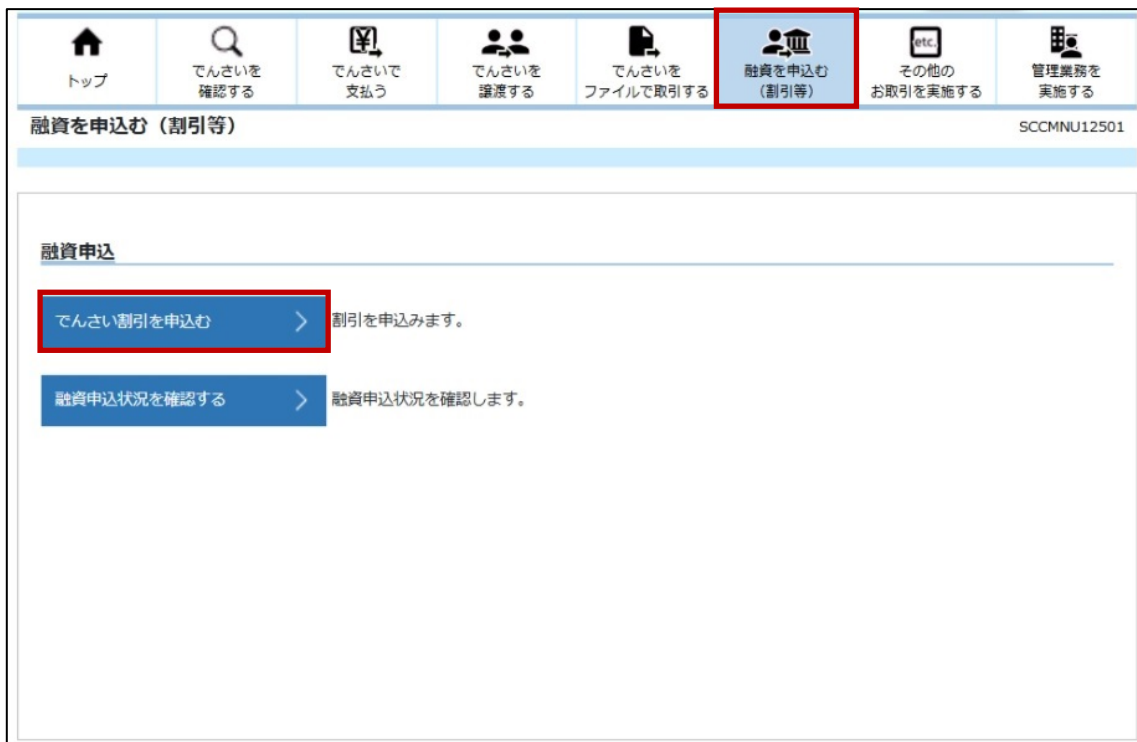 トップ
でんさいを
確認する
でんさいで
支払う
でんさいを
譲渡する
でんさいを
ファイルで取引する
融資を申込む
（割引等）
etc.
その他の
お取引を実施する
管理業務を
実施する
融資を申込む（割引等）
SCCMNU12501
融資申込
でんさい割引を申込む
割引を申込みます。
融資申込状況を確認する
融資申込状況を確認します。